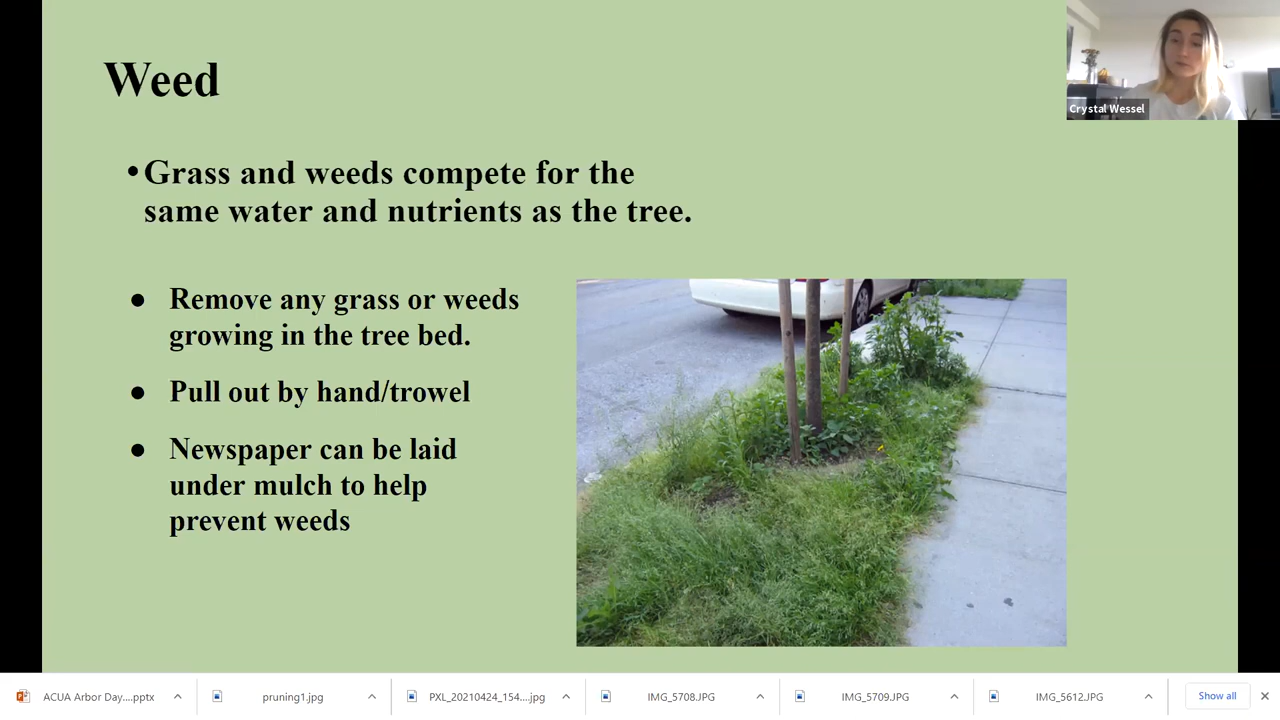 Weed
Crystal Wessel
•Grass and weeds compete for the
same water and nutrients as the tree.
● Remove any grass or weeds
growing in the tree bed.
● Pull out by hand/trowel
● Newspaper can be laid
under mulch to help
prevent weeds
ACUA Arbor Day....pptx
pruning1.jpg
PXL_20210424_154....jpg
IMG_5708.JPG
IMG_5709.JPG
IMG_5612.JPG
Show all